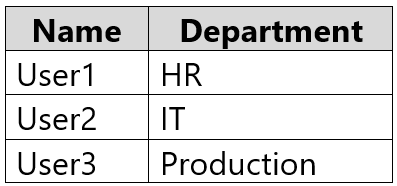 Name Department
User1 HR
User2 IT
User3 Production